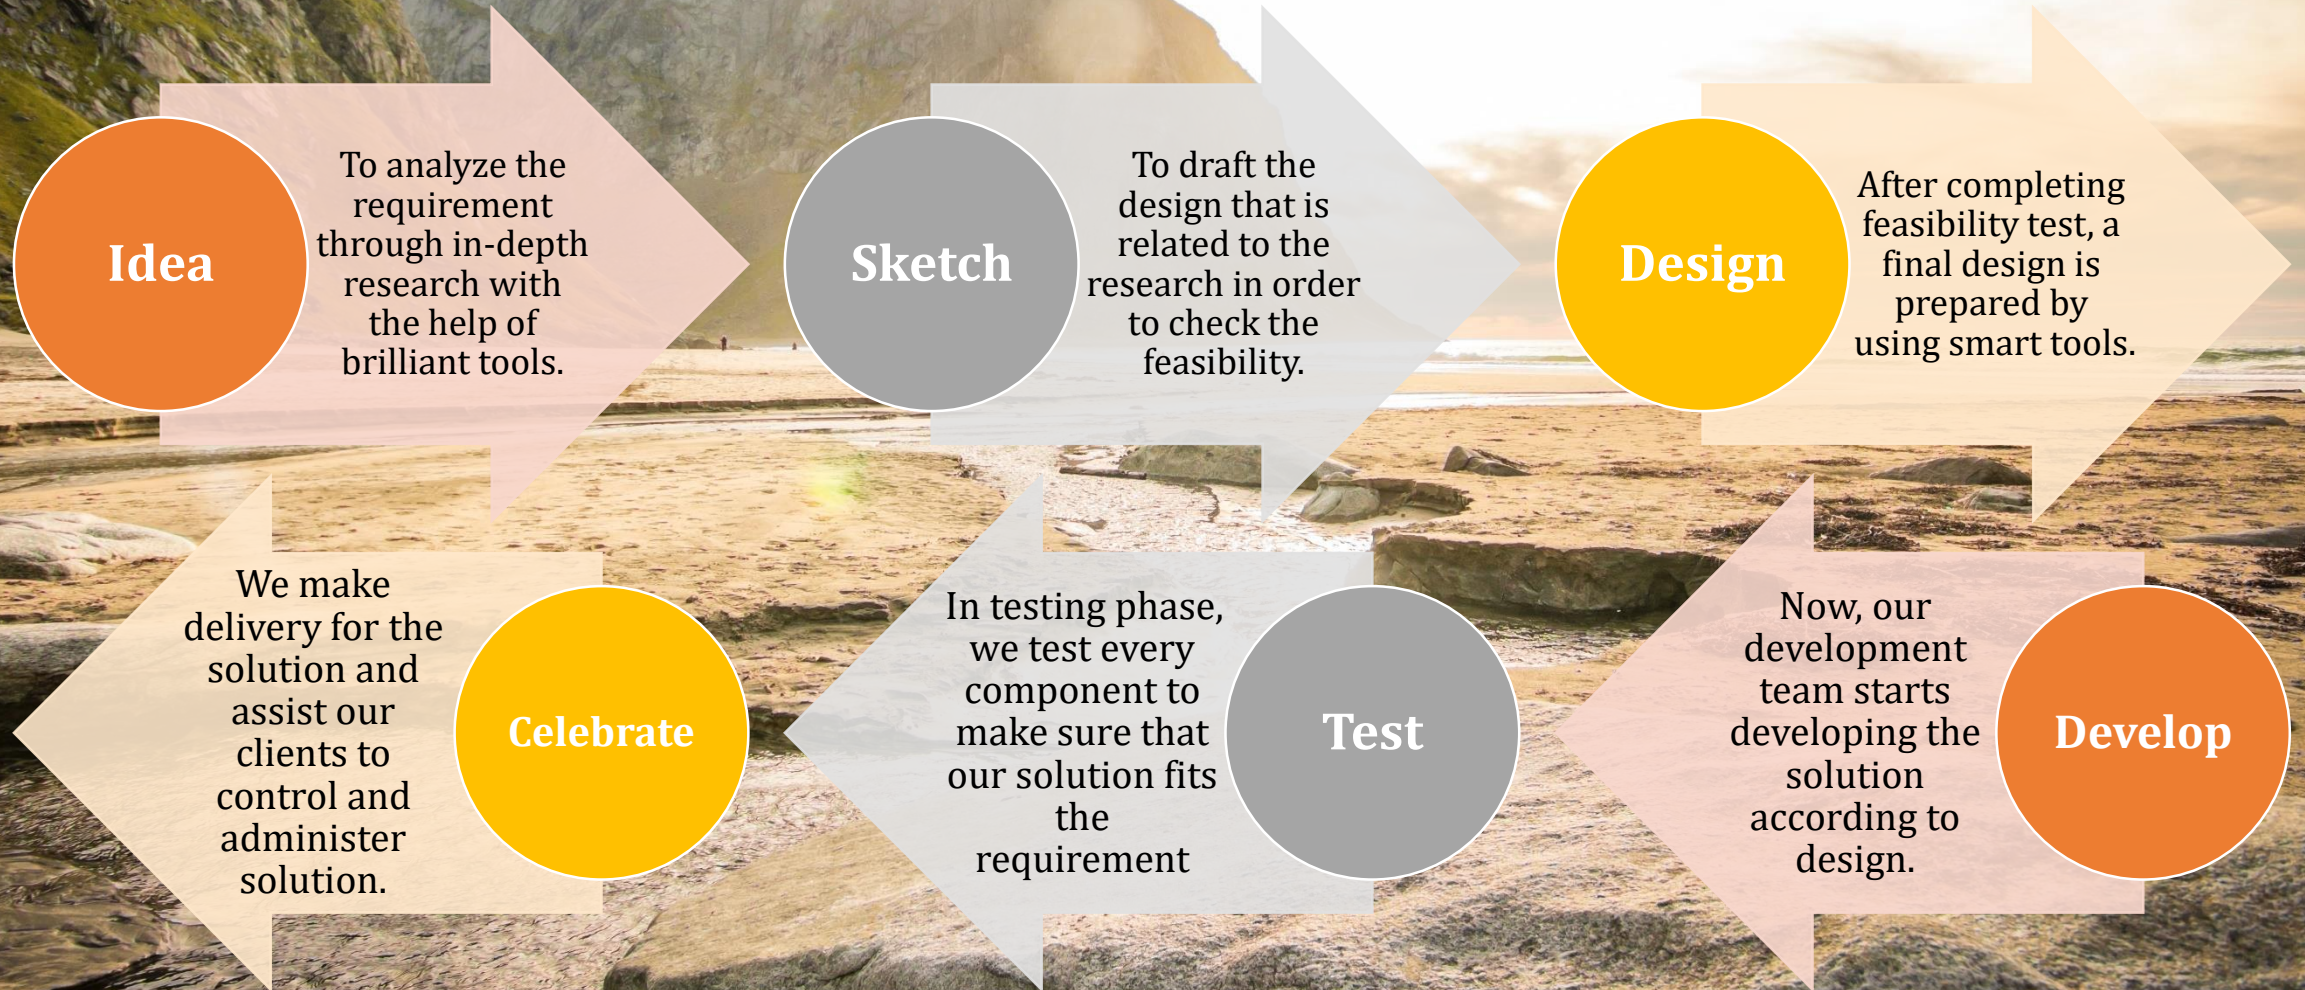 Idea
To analyze the
requirement
through in-depth
research with
the help of
brilliant tools.
Sketch
To draft the
design that is
related to the
research in order
to check the
feasibility.
Design
After completing
feasibility test, a
final design is
prepared by
using smart tools.
Develop
Now, our
development
team starts
developing the
solution
according to
design.
Test
In testing phase,
we test every
component to
make sure that
our solution fits
the
requirement
Celebrate
We make
delivery for the
solution and
assist our
clients to
control and
administer
solution.